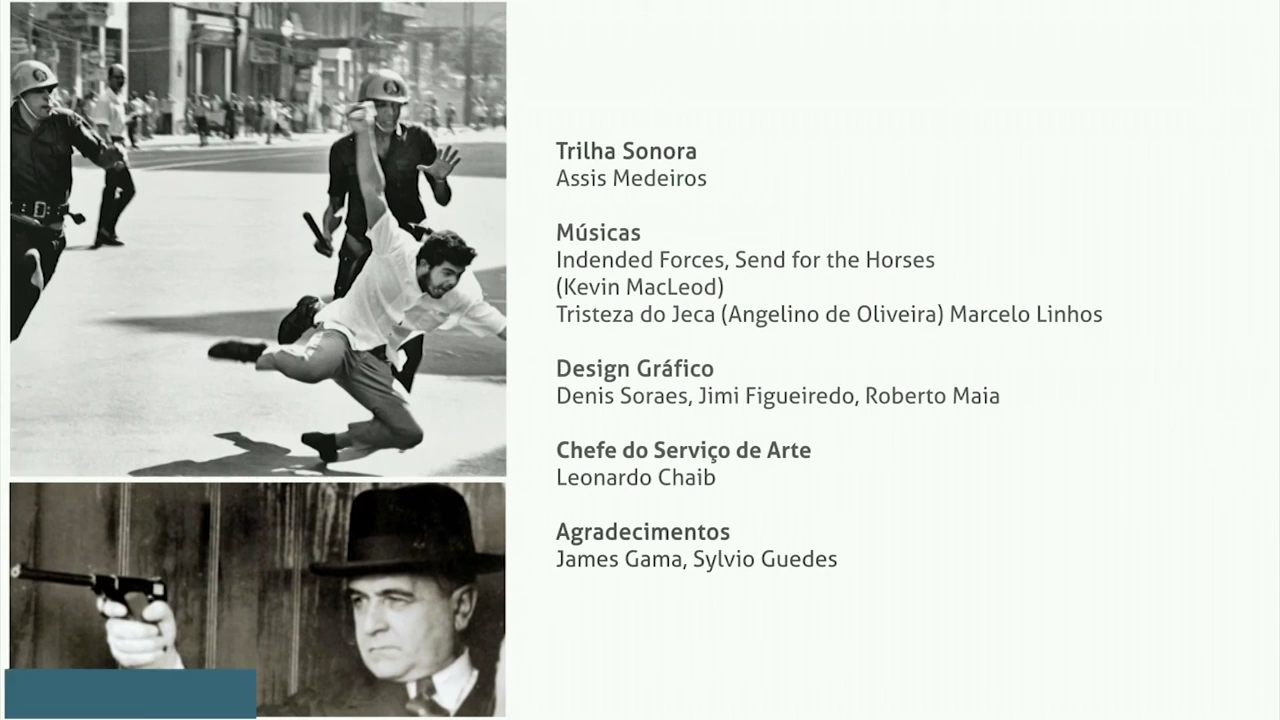 Trilha Sonora
Assis Medeiros
Músicas
Indended Forces, Send for the Horses
(Kevin MacLeod)
Tristeza do Jeca (Angelino de Oliveira) Marcelo Linhos
Design Gráfico
Denis Soraes, Jimi Figueiredo, Roberto Maia
Chefe do Serviço de Arte
Leonardo Chaib
Agradecimentos
James Gama, Sylvio Guedes